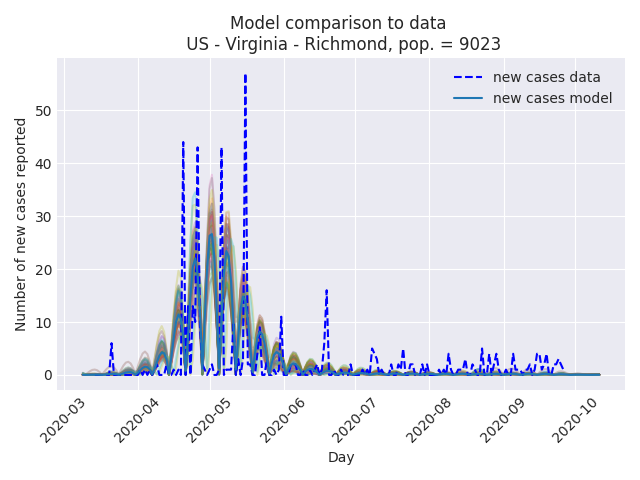 Model comparison to data
US - Virginia - Richmond, pop. = 9023
new cases data
new cases model
Number of new cases reported
50
40
30
20
10
0
2020-03
2020-04
2020-05
2020-06
2020-07
2020-08
2020-09
2020-10
Day